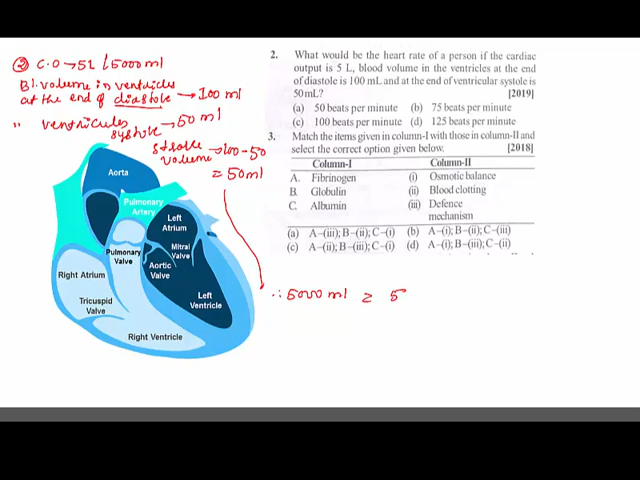 ② C.O → 5L / 5000 ml
Bl. volume in ventricles
at the end of diastole → 100 ml
" ventricules systole → 50 ml
stroke volume → 100 - 50
= 50 ml
∴ 5000 ml = 5
Aorta
Pulmonary Artery
Left Atrium
Mitral Valve
Pulmonary Valve
Aortic Valve
Right Atrium
Left Ventricle
Tricuspid Valve
Right Ventricle
2. What would be the heart rate of a person if the cardiac
output is 5 L, blood volume in the ventricles at the end
of diastole is 100 mL and at the end of ventricular systole is
50 mL? [2019]
(a) 50 beats per minute (b) 75 beats per minute
(c) 100 beats per minute (d) 125 beats per minute
3. Match the items given in column-I with those in column-II and
select the correct option given below. [2018]
Column-I Column-II
A. Fibrinogen (i) Osmotic balance
B. Globulin (ii) Blood clotting
C. Albumin (iii) Defence
mechanism
(a) A–(iii); B–(ii); C–(i) (b) A–(i); B–(ii); C–(iii)
(c) A–(ii); B–(iii); C–(i) (d) A–(i); B–(iii); C–(ii)